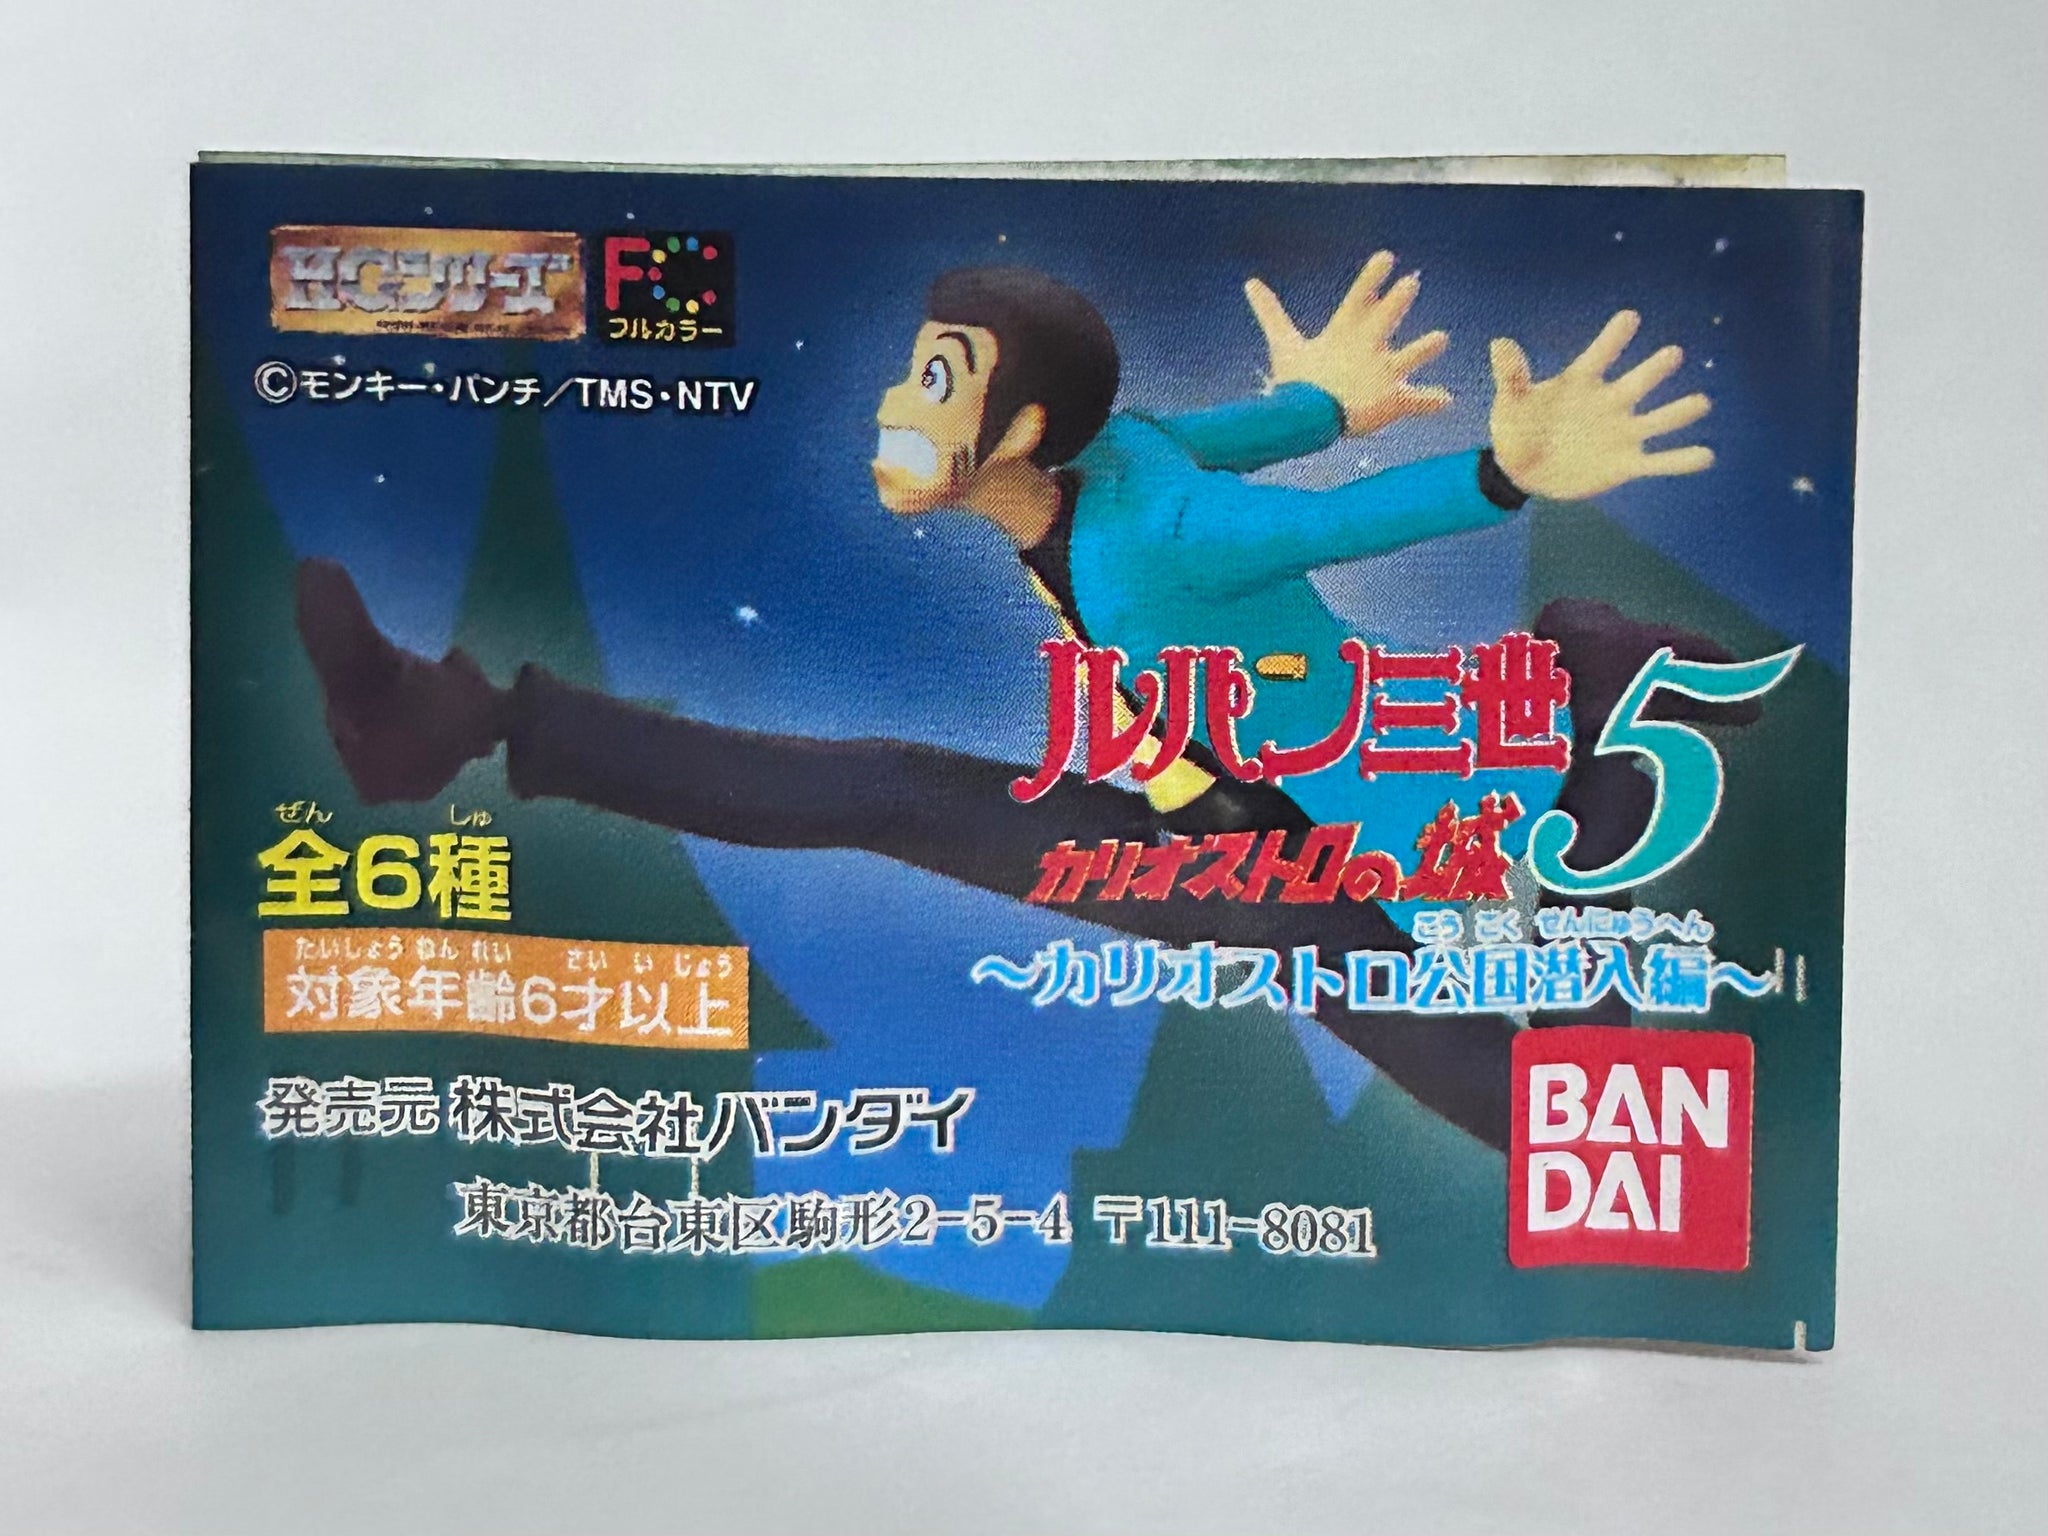 HGシリーズ
FC
フルカラー
©モンキー・パンチ/TMS・NTV
ルパン三世5
カリオストロの城
こうこくせんにゅうへん
～カリオストロ公国潜入編～
ぜん しゅ
全6種
たいしょうねんれい さいいじょう
対象年齢6才以上
発売元 株式会社バンダイ
東京都台東区駒形2-5-4 〒111-8081
BAN
DAI